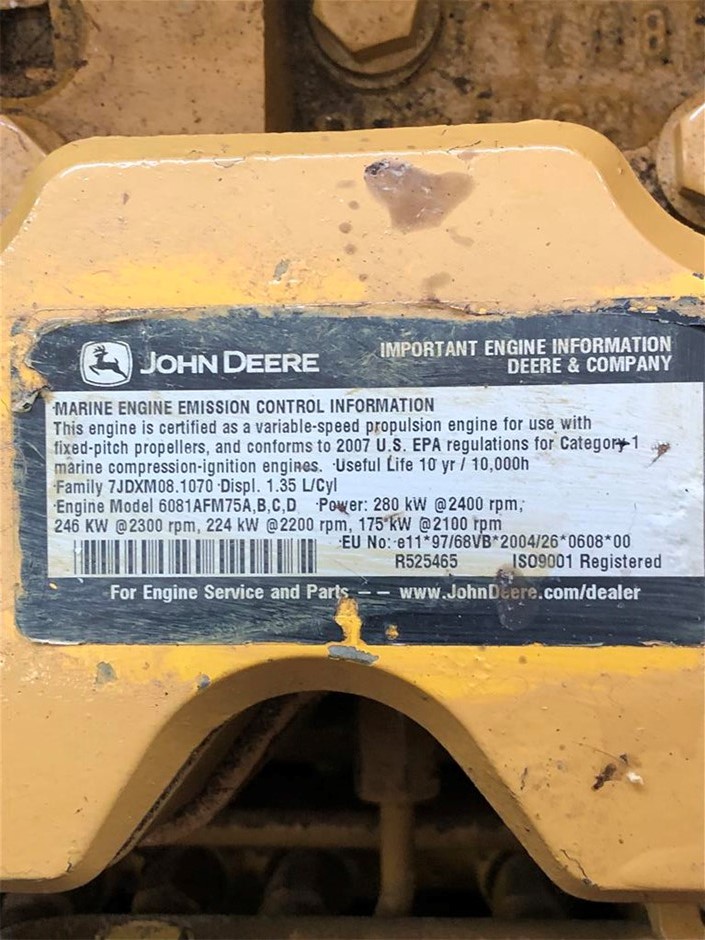 JOHN DEERE
IMPORTANT ENGINE INFORMATION
DEERE & COMPANY
MARINE ENGINE EMISSION CONTROL INFORMATION
This engine is certified as a variable-speed propulsion engine for use with
fixed-pitch propellers, and conforms to 2007 U.S. EPA regulations for Category 1
marine compression-ignition engines. Useful Life 10 yr / 10,000h
Family 7JDXM08.1070 Displ. 1.35 L/Cyl
Engine Model 6081AFM75A,B,C,D Power: 280 kW @2400 rpm,
246 KW @2300 rpm, 224 kW @2200 rpm, 175 kW @2100 rpm
EU No: e11*97/68VB*2004/26*0608*00
R525465 ISO9001 Registered
For Engine Service and Parts – – www.JohnDeere.com/dealer